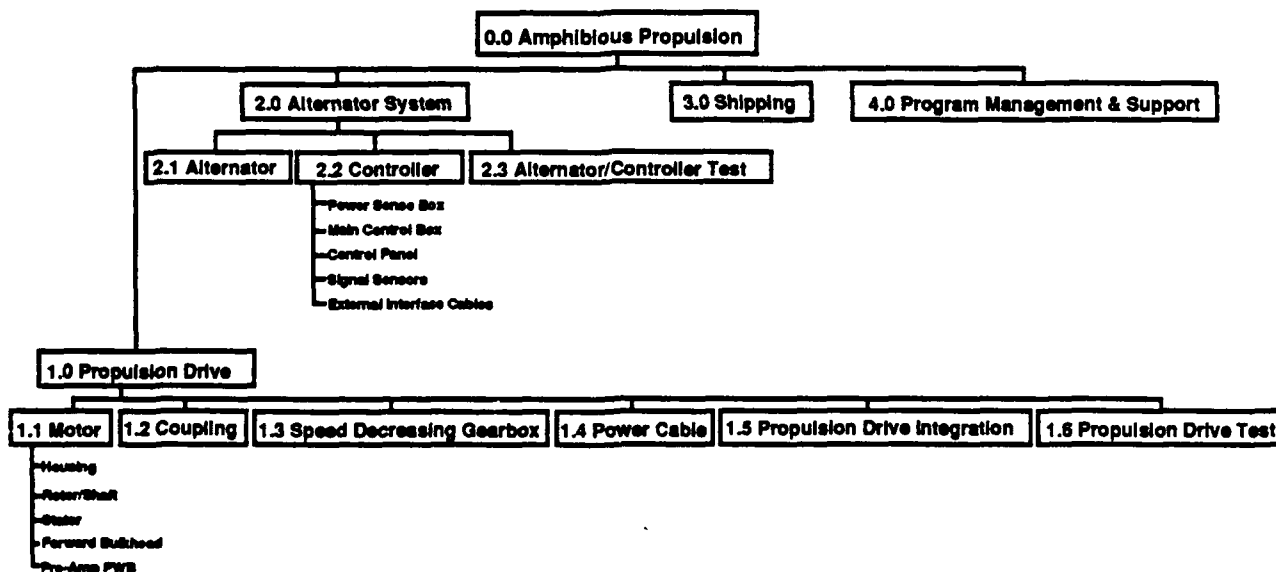 0.0 Amphibious Propulsion
2.0 Alternator System
3.0 Shipping
4.0 Program Management & Support
2.1 Alternator
2.2 Controller
2.3 Alternator/Controller Test
Power Sense Box
Main Control Box
Control Panel
Signal Sensors
External Interface Cables
1.0 Propulsion Drive
1.1 Motor
1.2 Coupling
1.3 Speed Decreasing Gearbox
1.4 Power Cable
1.5 Propulsion Drive Integration
1.6 Propulsion Drive Test
Housing
Rotor/Shaft
Stator
Forward Bulkhead
Pre-Amp PWB